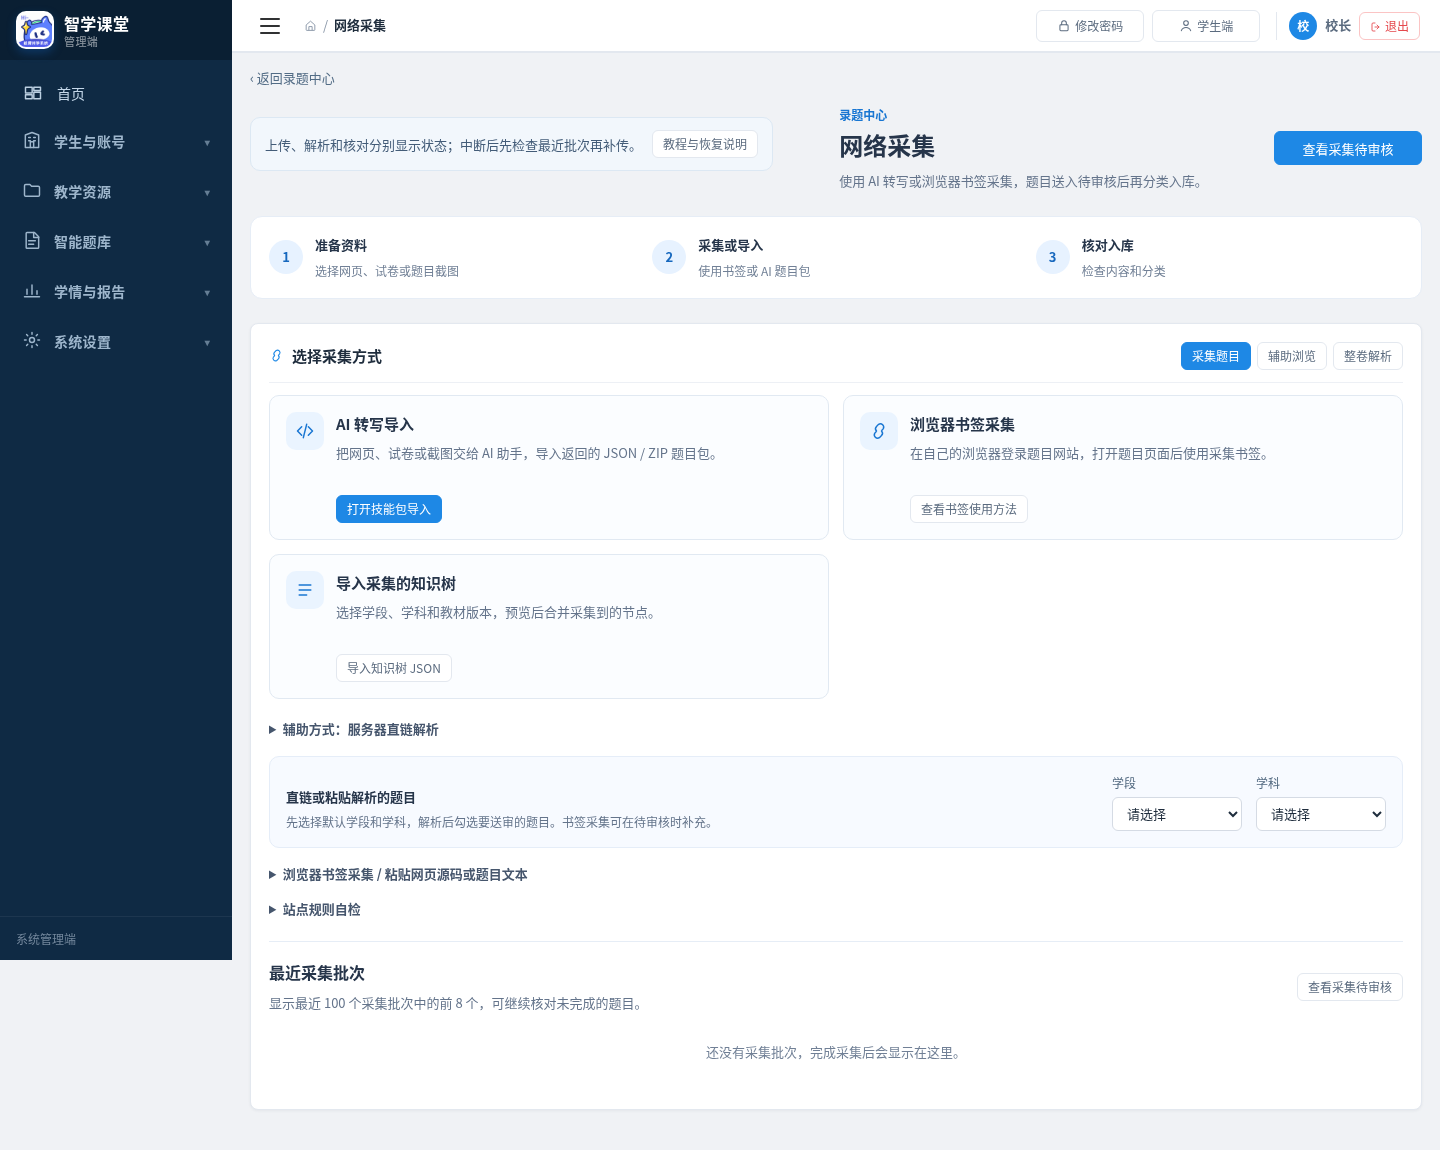 智学课堂
管理端
首页
学生与账号
教学资源
智能题库
学情与报告
系统设置
系统管理端
/ 网络采集
修改密码
学生端
校
校长
退出
‹ 返回录题中心
上传、解析和核对分别显示状态；中断后先检查最近批次再补传。
教程与恢复说明
录题中心
网络采集
使用 AI 转写或浏览器书签采集，题目送入待审核后再分类入库。
查看采集待审核
1
准备资料
选择网页、试卷或题目截图
2
采集或导入
使用书签或 AI 题目包
3
核对入库
检查内容和分类
选择采集方式
采集题目
辅助浏览
整卷解析
AI 转写导入
把网页、试卷或截图交给 AI 助手，导入返回的 JSON / ZIP 题目包。
打开技能包导入
浏览器书签采集
在自己的浏览器登录题目网站，打开题目页面后使用采集书签。
查看书签使用方法
导入采集的知识树
选择学段、学科和教材版本，预览后合并采集到的节点。
导入知识树 JSON
辅助方式：服务器直链解析
直链或粘贴解析的题目
先选择默认学段和学科，解析后勾选要送审的题目。书签采集可在待审核时补充。
学段
请选择
学科
请选择
浏览器书签采集 / 粘贴网页源码或题目文本
站点规则自检
最近采集批次
显示最近 100 个采集批次中的前 8 个，可继续核对未完成的题目。
查看采集待审核
还没有采集批次，完成采集后会显示在这里。